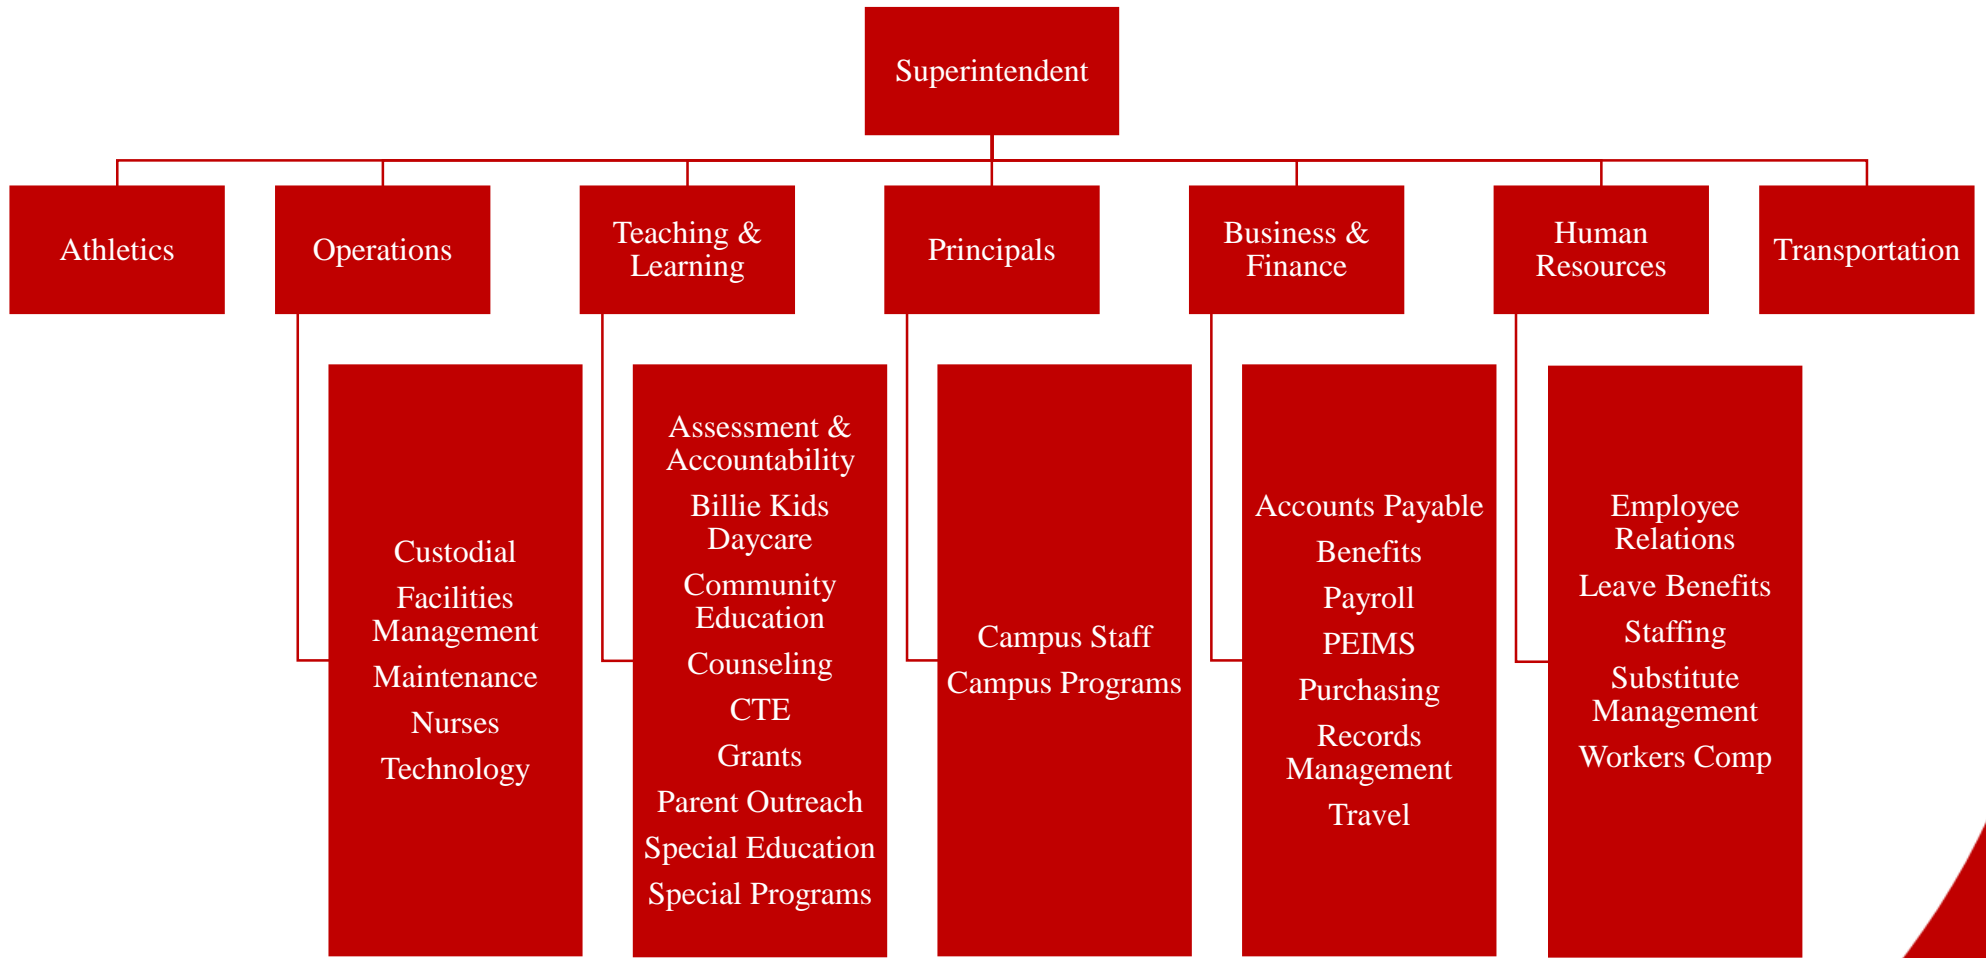 Superintendent
Athletics
Operations
Teaching &
Learning
Principals
Business &
Finance
Human
Resources
Transportation
Custodial
Facilities
Management
Maintenance
Nurses
Technology
Assessment &
Accountability
Billie Kids
Daycare
Community
Education
Counseling
CTE
Grants
Parent Outreach
Special Education
Special Programs
Campus Staff
Campus Programs
Accounts Payable
Benefits
Payroll
PEIMS
Purchasing
Records
Management
Travel
Employee
Relations
Leave Benefits
Staffing
Substitute
Management
Workers Comp